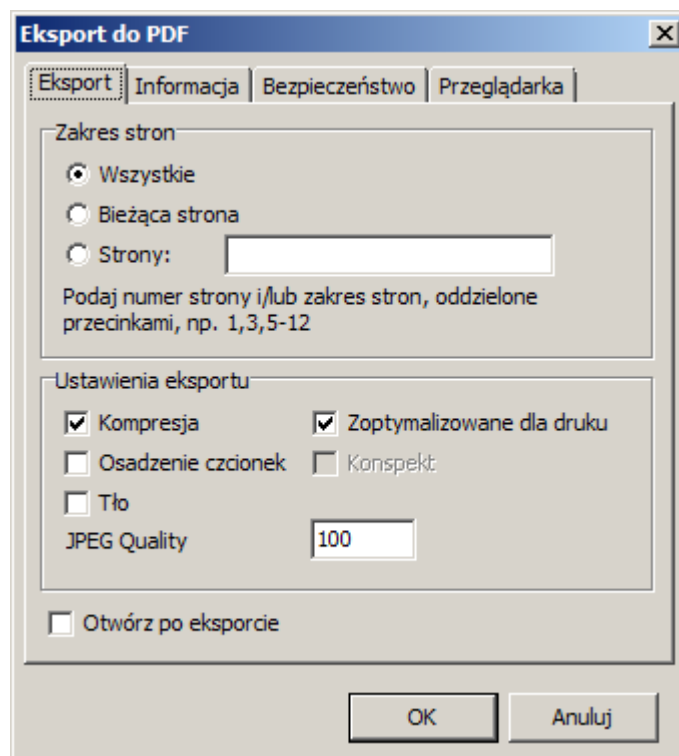 Eksport do PDF
Eksport Informacja Bezpieczeństwo Przeglądarka
Zakres stron
Wszystkie
Bieżąca strona
Strony:
Podaj numer strony i/lub zakres stron, oddzielone
przecinkami, np. 1,3,5-12
Ustawienia eksportu
Kompresja Zoptymalizowane dla druku
Osadzenie czcionek Konspekt
Tło
JPEG Quality 100
Otwórz po eksporcie
OK Anuluj